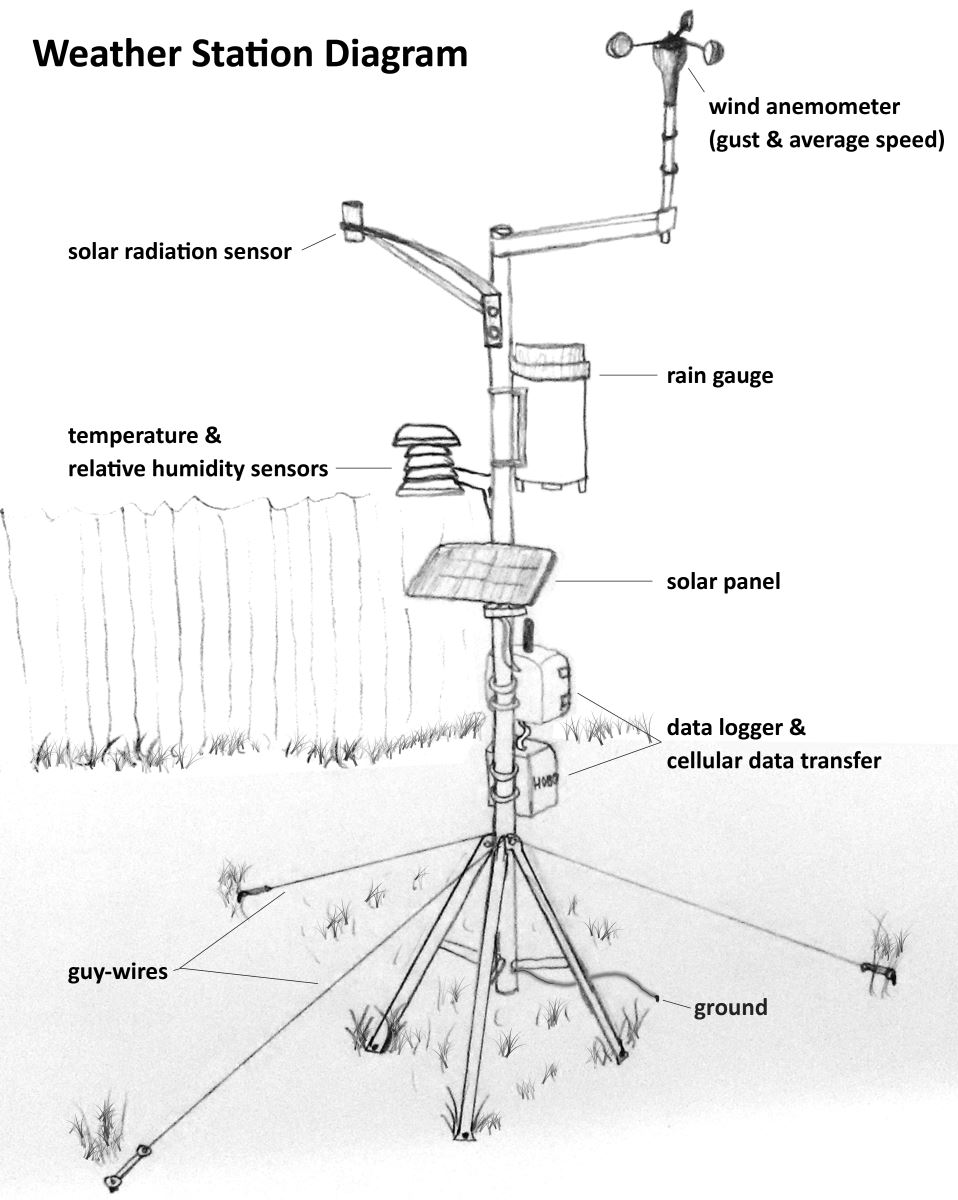 Weather Station Diagram
wind anemometer
(gust & average speed)
solar radiation sensor
rain gauge
temperature &
relative humidity sensors
solar panel
data logger &
cellular data transfer
HOBO
guy-wires
ground